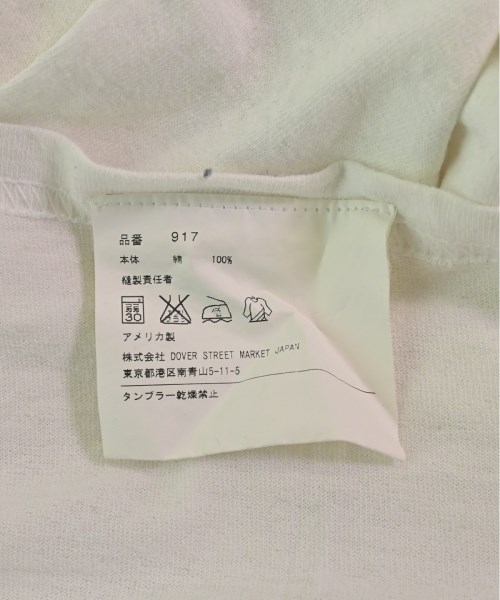 品番 917
本体 綿 100%
縫製責任者
30
アメリカ製
株式会社 DOVER STREET MARKET JAPAN
東京都港区南青山5-11-5
タンブラー乾燥禁止